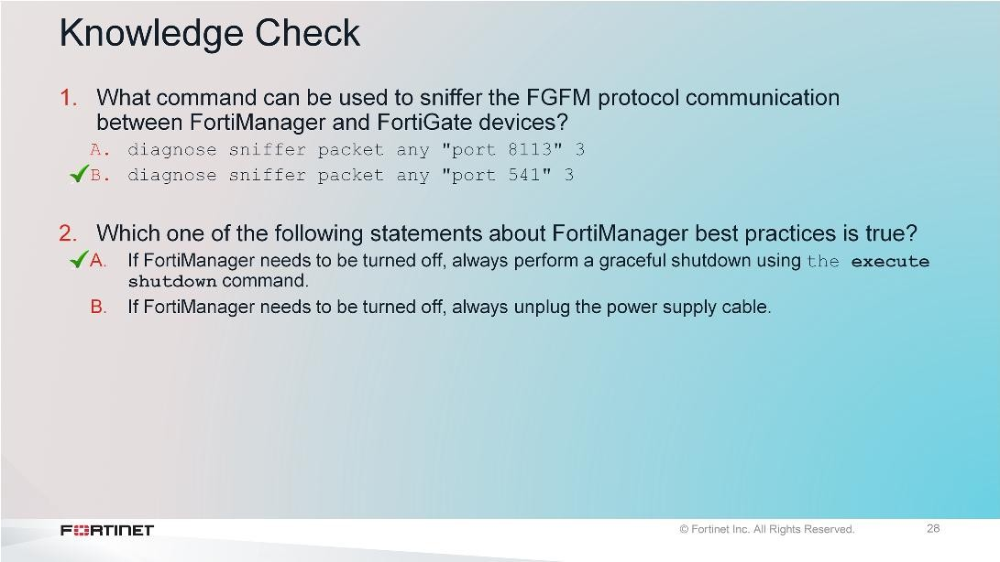 Knowledge Check
1. What command can be used to sniffer the FGFM protocol communication
between FortiManager and FortiGate devices?
A. diagnose sniffer packet any "port 8113" 3
B. diagnose sniffer packet any "port 541" 3
2. Which one of the following statements about FortiManager best practices is true?
A. If FortiManager needs to be turned off, always perform a graceful shutdown using the execute
shutdown command.
B. If FortiManager needs to be turned off, always unplug the power supply cable.
FORTINET
© Fortinet Inc. All Rights Reserved.
28